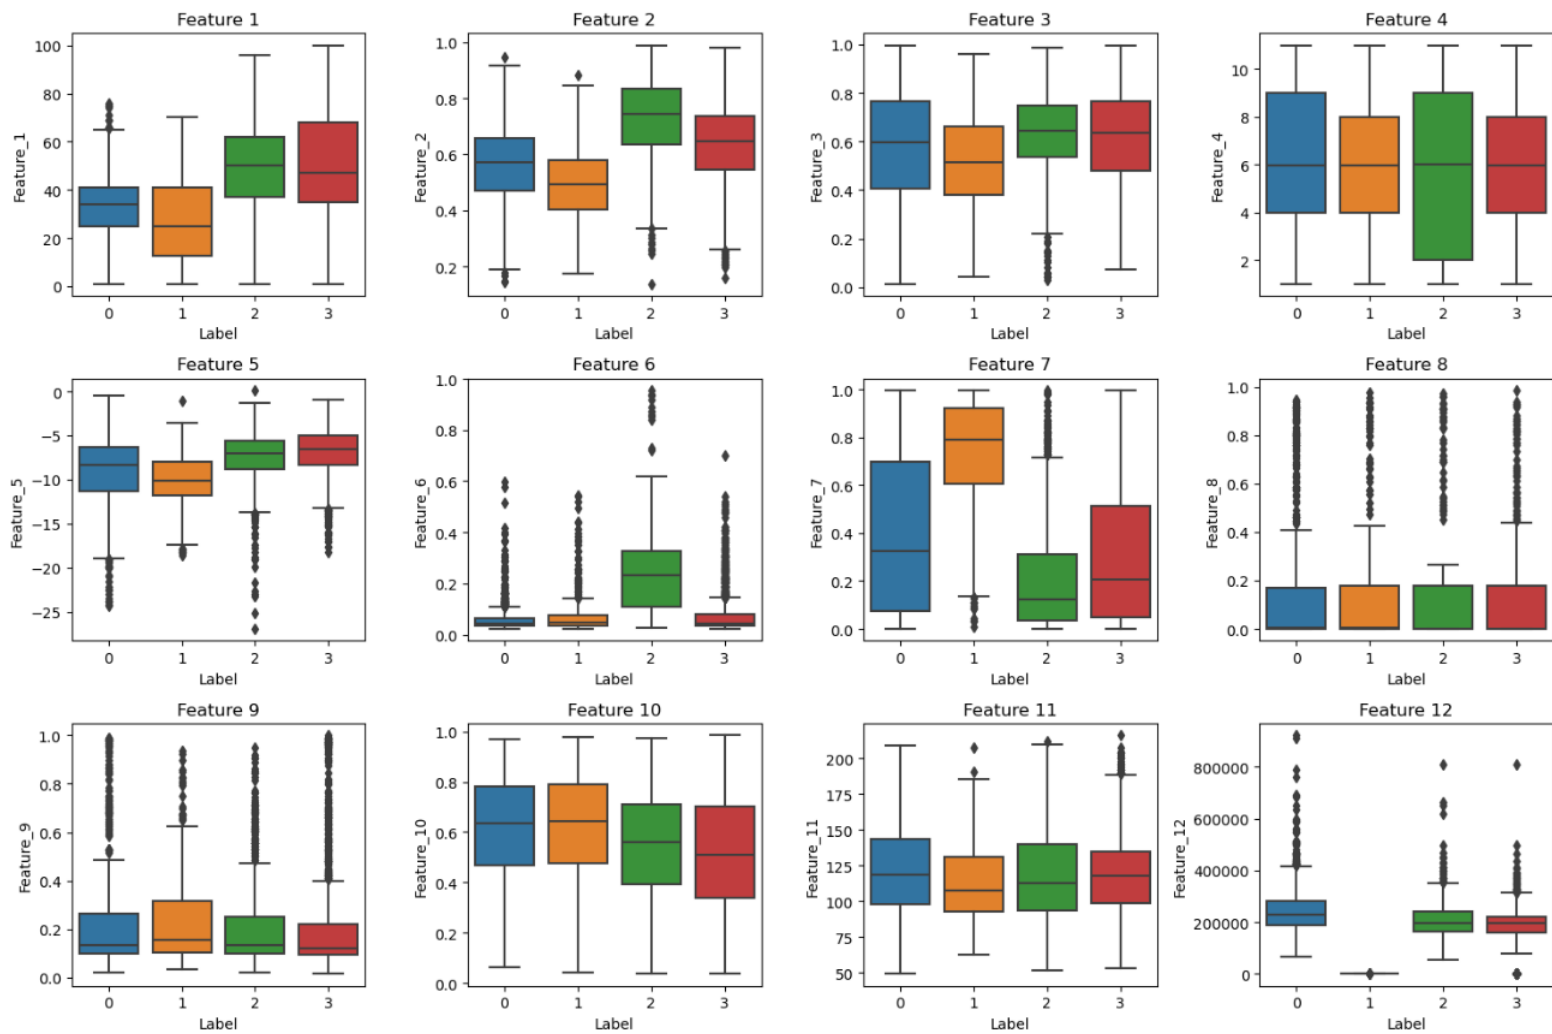 Feature 1
Feature_1
100
80
60
40
20
0
0 1 2 3
Label
Feature 2
Feature_2
1.0
0.8
0.6
0.4
0.2
0 1 2 3
Label
Feature 3
Feature_3
1.0
0.8
0.6
0.4
0.2
0.0
0 1 2 3
Label
Feature 4
Feature_4
10
8
6
4
2
0 1 2 3
Label
Feature 5
Feature_5
0
−5
−10
−15
−20
−25
0 1 2 3
Label
Feature 6
Feature_6
1.0
0.8
0.6
0.4
0.2
0.0
0 1 2 3
Label
Feature 7
Feature_7
1.0
0.8
0.6
0.4
0.2
0.0
0 1 2 3
Label
Feature 8
Feature_8
1.0
0.8
0.6
0.4
0.2
0.0
0 1 2 3
Label
Feature 9
Feature_9
1.0
0.8
0.6
0.4
0.2
0.0
0 1 2 3
Label
Feature 10
Feature_10
1.0
0.8
0.6
0.4
0.2
0.0
0 1 2 3
Label
Feature 11
Feature_11
200
175
150
125
100
75
50
0 1 2 3
Label
Feature 12
Feature_12
800000
600000
400000
200000
0
0 1 2 3
Label